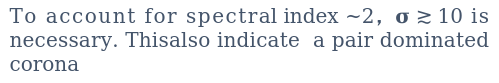 To account for spectral index ~2, σ ≳ 10 is
necessary. Thisalso indicate a pair dominated
corona